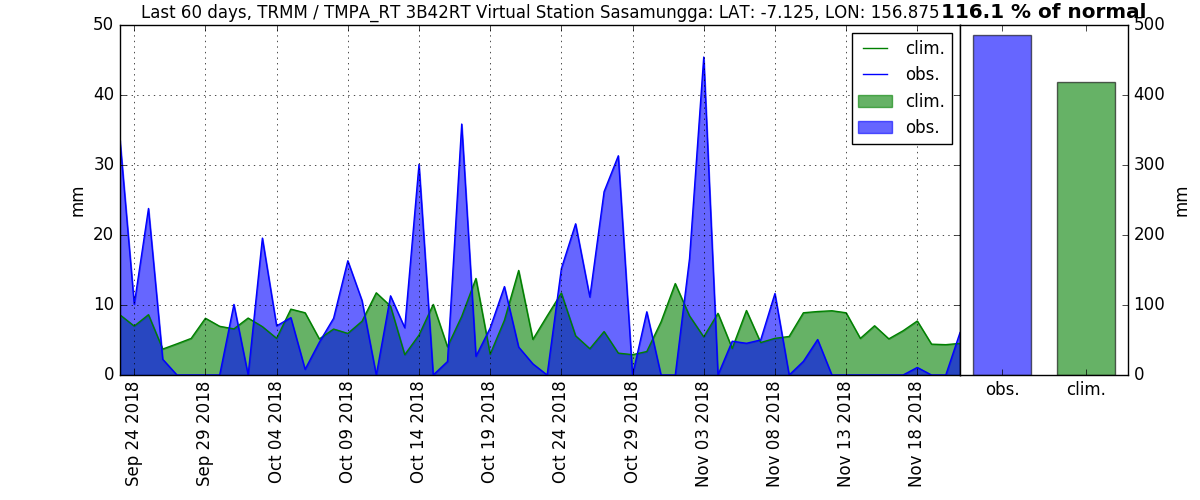 Last 60 days, TRMM / TMPA_RT 3B42RT Virtual Station Sasamungga: LAT: -7.125, LON: 156.875
116.1 % of normal
50
40
30
20
10
0
mm
clim.
obs.
clim.
obs.
Sep 24 2018
Sep 29 2018
Oct 04 2018
Oct 09 2018
Oct 14 2018
Oct 19 2018
Oct 24 2018
Oct 29 2018
Nov 03 2018
Nov 08 2018
Nov 13 2018
Nov 18 2018
500
400
300
200
100
0
mm
obs.
clim.